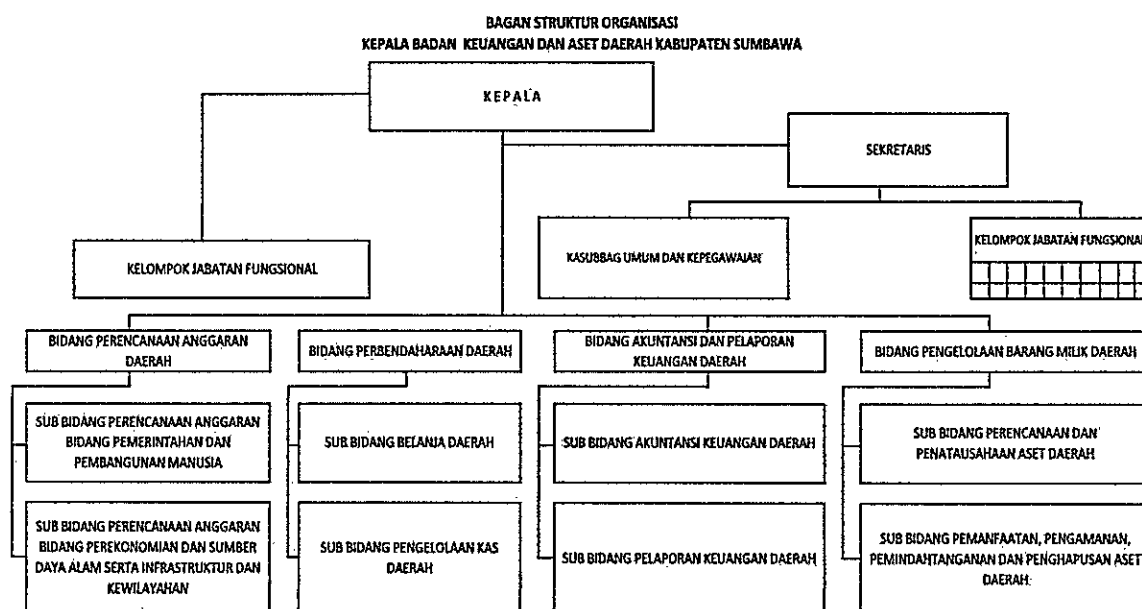 BAGAN STRUKTUR ORGANISASI
KEPALA BADAN KEUANGAN DAN ASET DAERAH KABUPATEN SUMBAWA
KEPALA
SEKRETARIS
KELOMPOK JABATAN FUNGSIONAL
KASUBBAG UMUM DAN KEPEGAWAIAN
KELOMPOK JABATAN FUNGSIONAL
BIDANG PERENCANAAN ANGGARAN
DAERAH
BIDANG PERBENDAHARAAN DAERAH
BIDANG AKUNTANSI DAN PELAPORAN
KEUANGAN DAERAH
BIDANG PENGELOLAAN BARANG MILIK DAERAH
SUB BIDANG PERENCANAAN ANGGARAN
BIDANG PEMERINTAHAN DAN
PEMBANGUNAN MANUSIA
SUB BIDANG BELANJA DAERAH
SUB BIDANG AKUNTANSI KEUANGAN DAERAH
SUB BIDANG PERENCANAAN DAN
PENATAUSAHAAN ASET DAERAH
SUB BIDANG PERENCANAAN ANGGARAN
BIDANG PEREKONOMIAN DAN SUMBER
DAYA ALAM SERTA INFRASTRUKTUR DAN
KEWILAYAHAN
SUB BIDANG PENGELOLAAN KAS
DAERAH
SUB BIDANG PELAPORAN KEUANGAN DAERAH
SUB BIDANG PEMANFAATAN, PENGAMANAN,
PEMINDAHTANGANAN DAN PENGHAPUSAN ASET
DAERAH